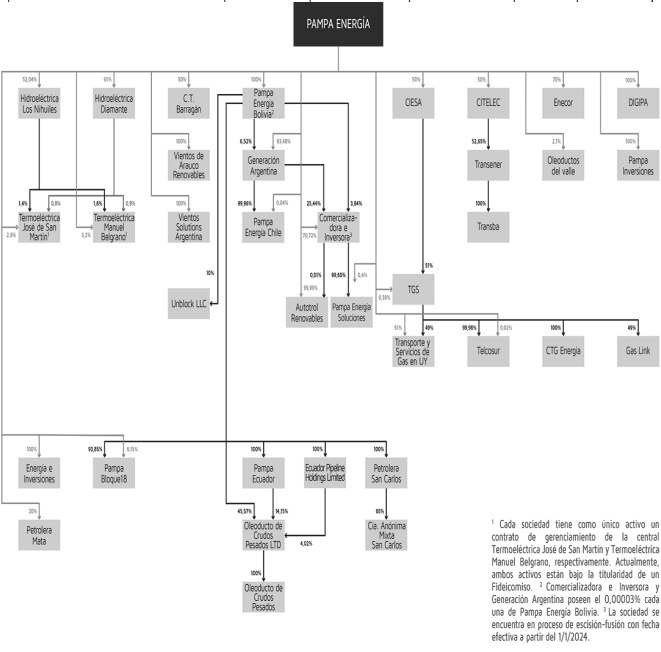 PAMPA ENERGÍA
52,04%
61%
50%
100%
50%
50%
70%
100%
Hidroeléctrica
Los Nihuiles
Hidroeléctrica
Diamante
C.T.
Barragán
Pampa
Energía
Bolivia²
CIESA
CITELEC
Enecor
DIGIPA
100%
6,52%
93,48%
52,65%
2,1%
100%
Vientos de
Arauco
Renovables
Generación
Argentina
Transener
Oleoductos
del valle
Pampa
Inversiones
1,4%
0,8%
1,6%
0,9%
100%
99,96%
0,04%
25,44%
3,84%
100%
Termoeléctrica
José de San
Martín¹
Termoeléctrica
Manuel
Belgrano¹
Vientos
Solutions
Argentina
Pampa
Energía Chile
Comercializa-
dora e
Inversora³
Transba
2,8%
3,2%
70,72%
10%
0,01%
99,60%
0,4%
51%
Unblock LLC
99,99%
Autotrol
Renovables
Pampa Energía
Soluciones
0,38%
TGS
51%
49%
99,98%
0,02%
100%
49%
Transporte y
Servicios de
Gas en UY
Telcosur
CTG Energía
Gas Link
100%
93,85%
6,15%
100%
100%
100%
Energía e
Inversiones
Pampa
Bloque18
Pampa
Ecuador
Ecuador Pipeline
Holdings Limited
Petrolera
San Carlos
20%
45,57%
14,15%
65%
Petrolera
Mata
Oleoducto de
Crudos
Pesados LTD
4,02%
Cia. Anónima
Mixta
San Carlos
100%
Oleoducto de
Crudos
Pesados
¹ Cada sociedad tiene como único activo un
contrato de gerenciamiento de la central
Termoeléctrica José de San Martín y Termoeléctrica
Manuel Belgrano, respectivamente. Actualmente,
ambos activos están bajo la titularidad de un
Fideicomiso. ² Comercializadora e Inversora y
Generación Argentina poseen el 0,00003% cada
una de Pampa Energía Bolivia. ³ La sociedad se
encuentra en proceso de escisión-fusión con fecha
efectiva a partir del 1/1/2024.